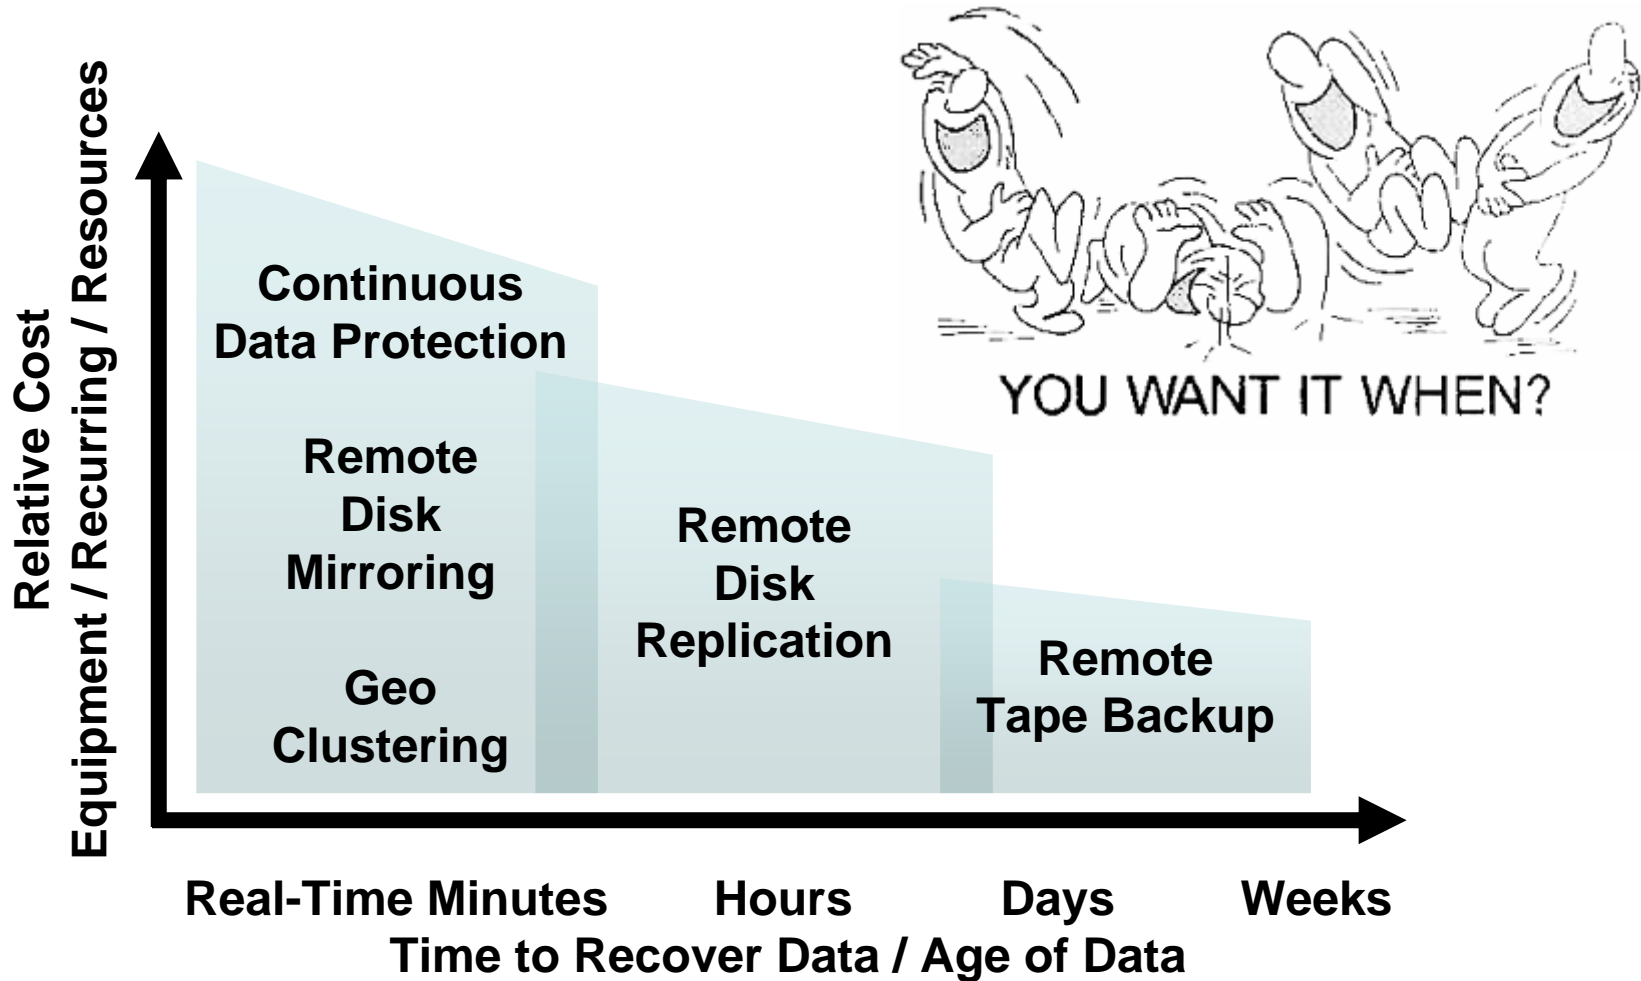 Relative Cost
Equipment / Recurring / Resources
Continuous
Data Protection
Remote
Disk
Mirroring
Geo
Clustering
Remote
Disk
Replication
Remote
Tape Backup
YOU WANT IT WHEN?
Real-Time Minutes Hours Days Weeks
Time to Recover Data / Age of Data